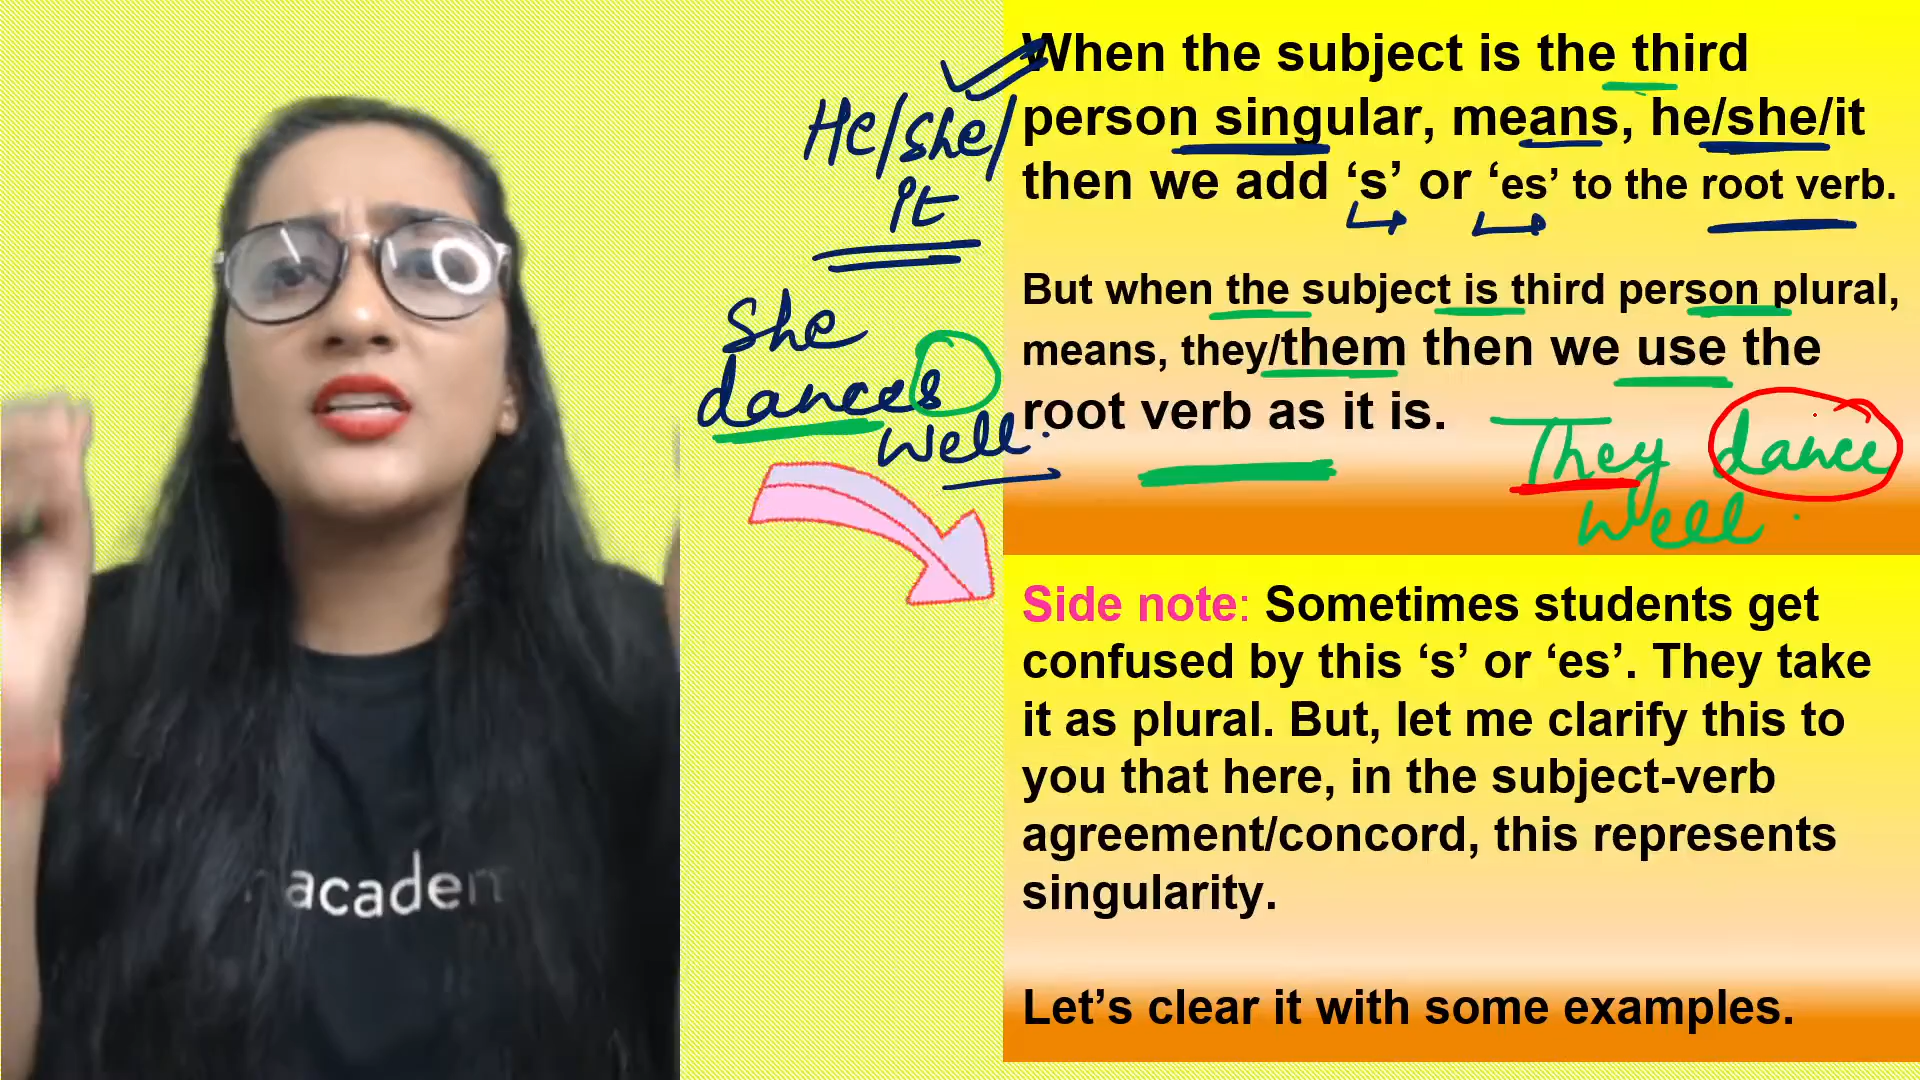 When the subject is the third
person singular, means, he/she/it
then we add ‘s’ or ‘es’ to the root verb.
But when the subject is third person plural,
means, they/them then we use the
root verb as it is.
He/she/
it
She
dances
well.
They dance
well.
Side note: Sometimes students get
confused by this ‘s’ or ‘es’. They take
it as plural. But, let me clarify this to
you that here, in the subject-verb
agreement/concord, this represents
singularity.
Let’s clear it with some examples.